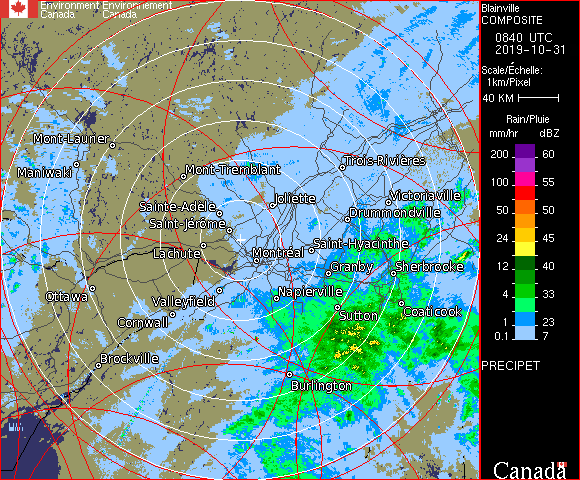 Environment Environnement
Canada Canada
Blainville
COMPOSITE
0840 UTC
2019-10-31
Scale/Échelle:
1km/Pixel
40 KM
Rain/Pluie
mm/hr dBZ
200 60
100 55
50 50
24 45
12 40
4 33
1 23
0.1 7
PRECIPET
Canada
Mont-Laurier
Maniwaki
Mont-Tremblant
Trois-Rivières
Joliette
Victoriaville
Sainte-Adèle
Drummondville
Saint-Jérôme
Lachute
Montréal
Saint-Hyacinthe
Granby
Sherbrooke
Ottawa
Valleyfield
Napierville
Cornwall
Sutton
Coaticook
Brockville
Burlington